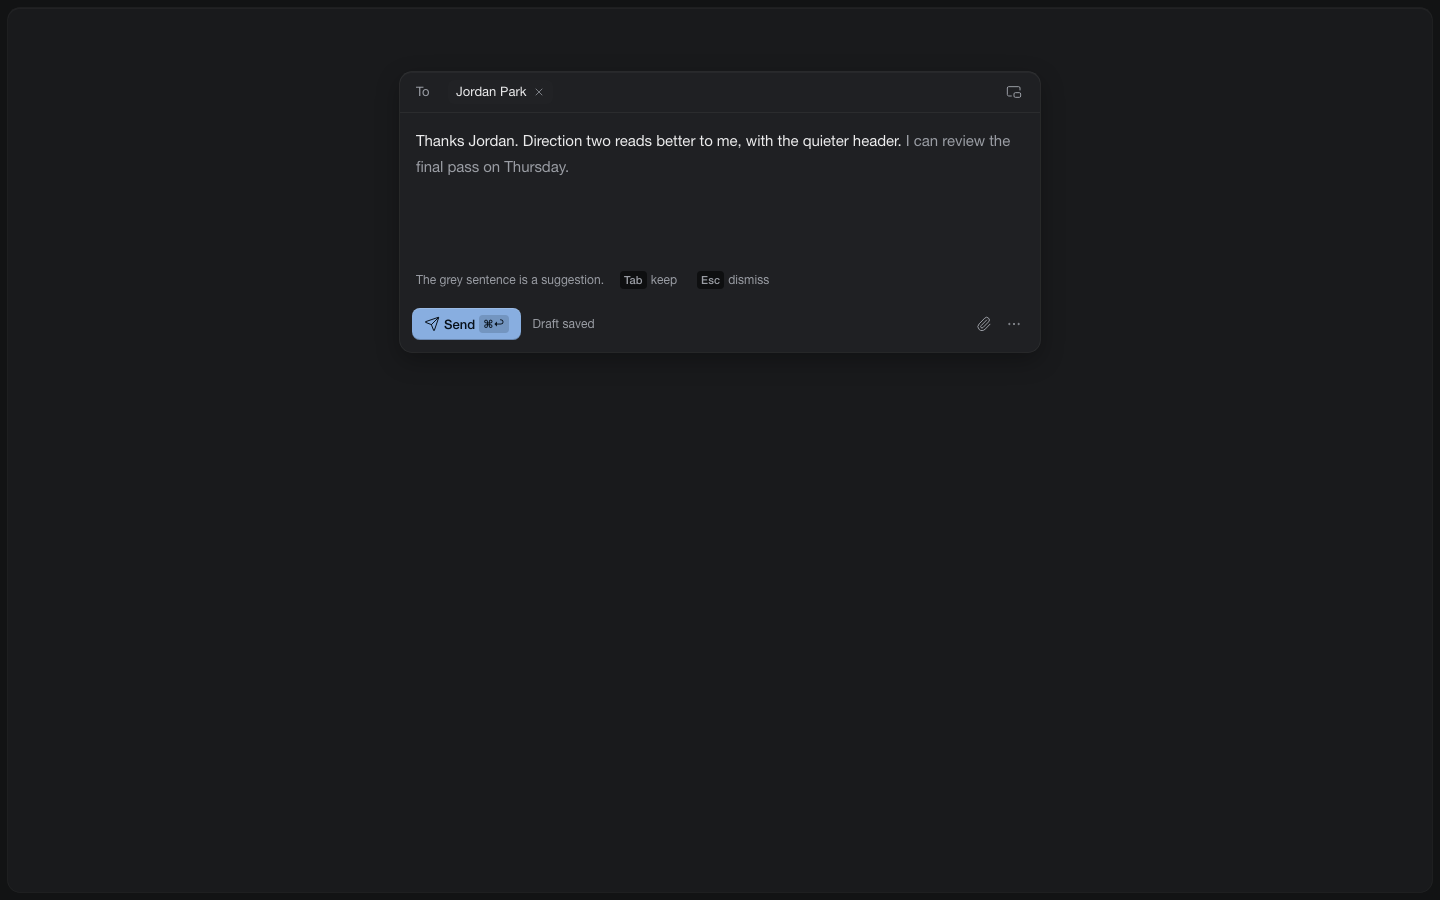 To Jordan Park
Thanks Jordan. Direction two reads better to me, with the quieter header. I can review the
final pass on Thursday.
The grey sentence is a suggestion. Tab keep Esc dismiss
Send ⌘↩ Draft saved